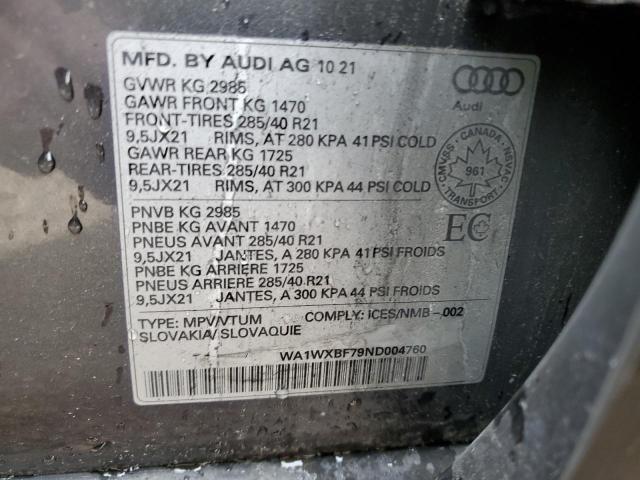 MFD. BY AUDI AG 10 21
GVWR KG 2985
GAWR FRONT KG 1470
FRONT-TIRES 285/40 R21
9,5JX21 RIMS, AT 280 KPA 41 PSI COLD
GAWR REAR KG 1725
REAR-TIRES 285/40 R21
9,5JX21 RIMS, AT 300 KPA 44 PSI COLD
Audi
CMVSS - CANADA - NSVAC
961
TRANSPORT
PNVB KG 2985
PNBE KG AVANT 1470
PNEUS AVANT 285/40 R21
9,5JX21 JANTES, A 280 KPA 41PSI FROIDS
PNBE KG ARRIERE 1725
PNEUS ARRIERE 285/40 R21
9,5JX21 JANTES, A 300 KPA 44 PSI FROIDS
EC
TYPE: MPV/VTUM COMPLY: ICES/NMB-002
SLOVAKIA/ SLOVAQUIE
WA1WXBF79ND004760